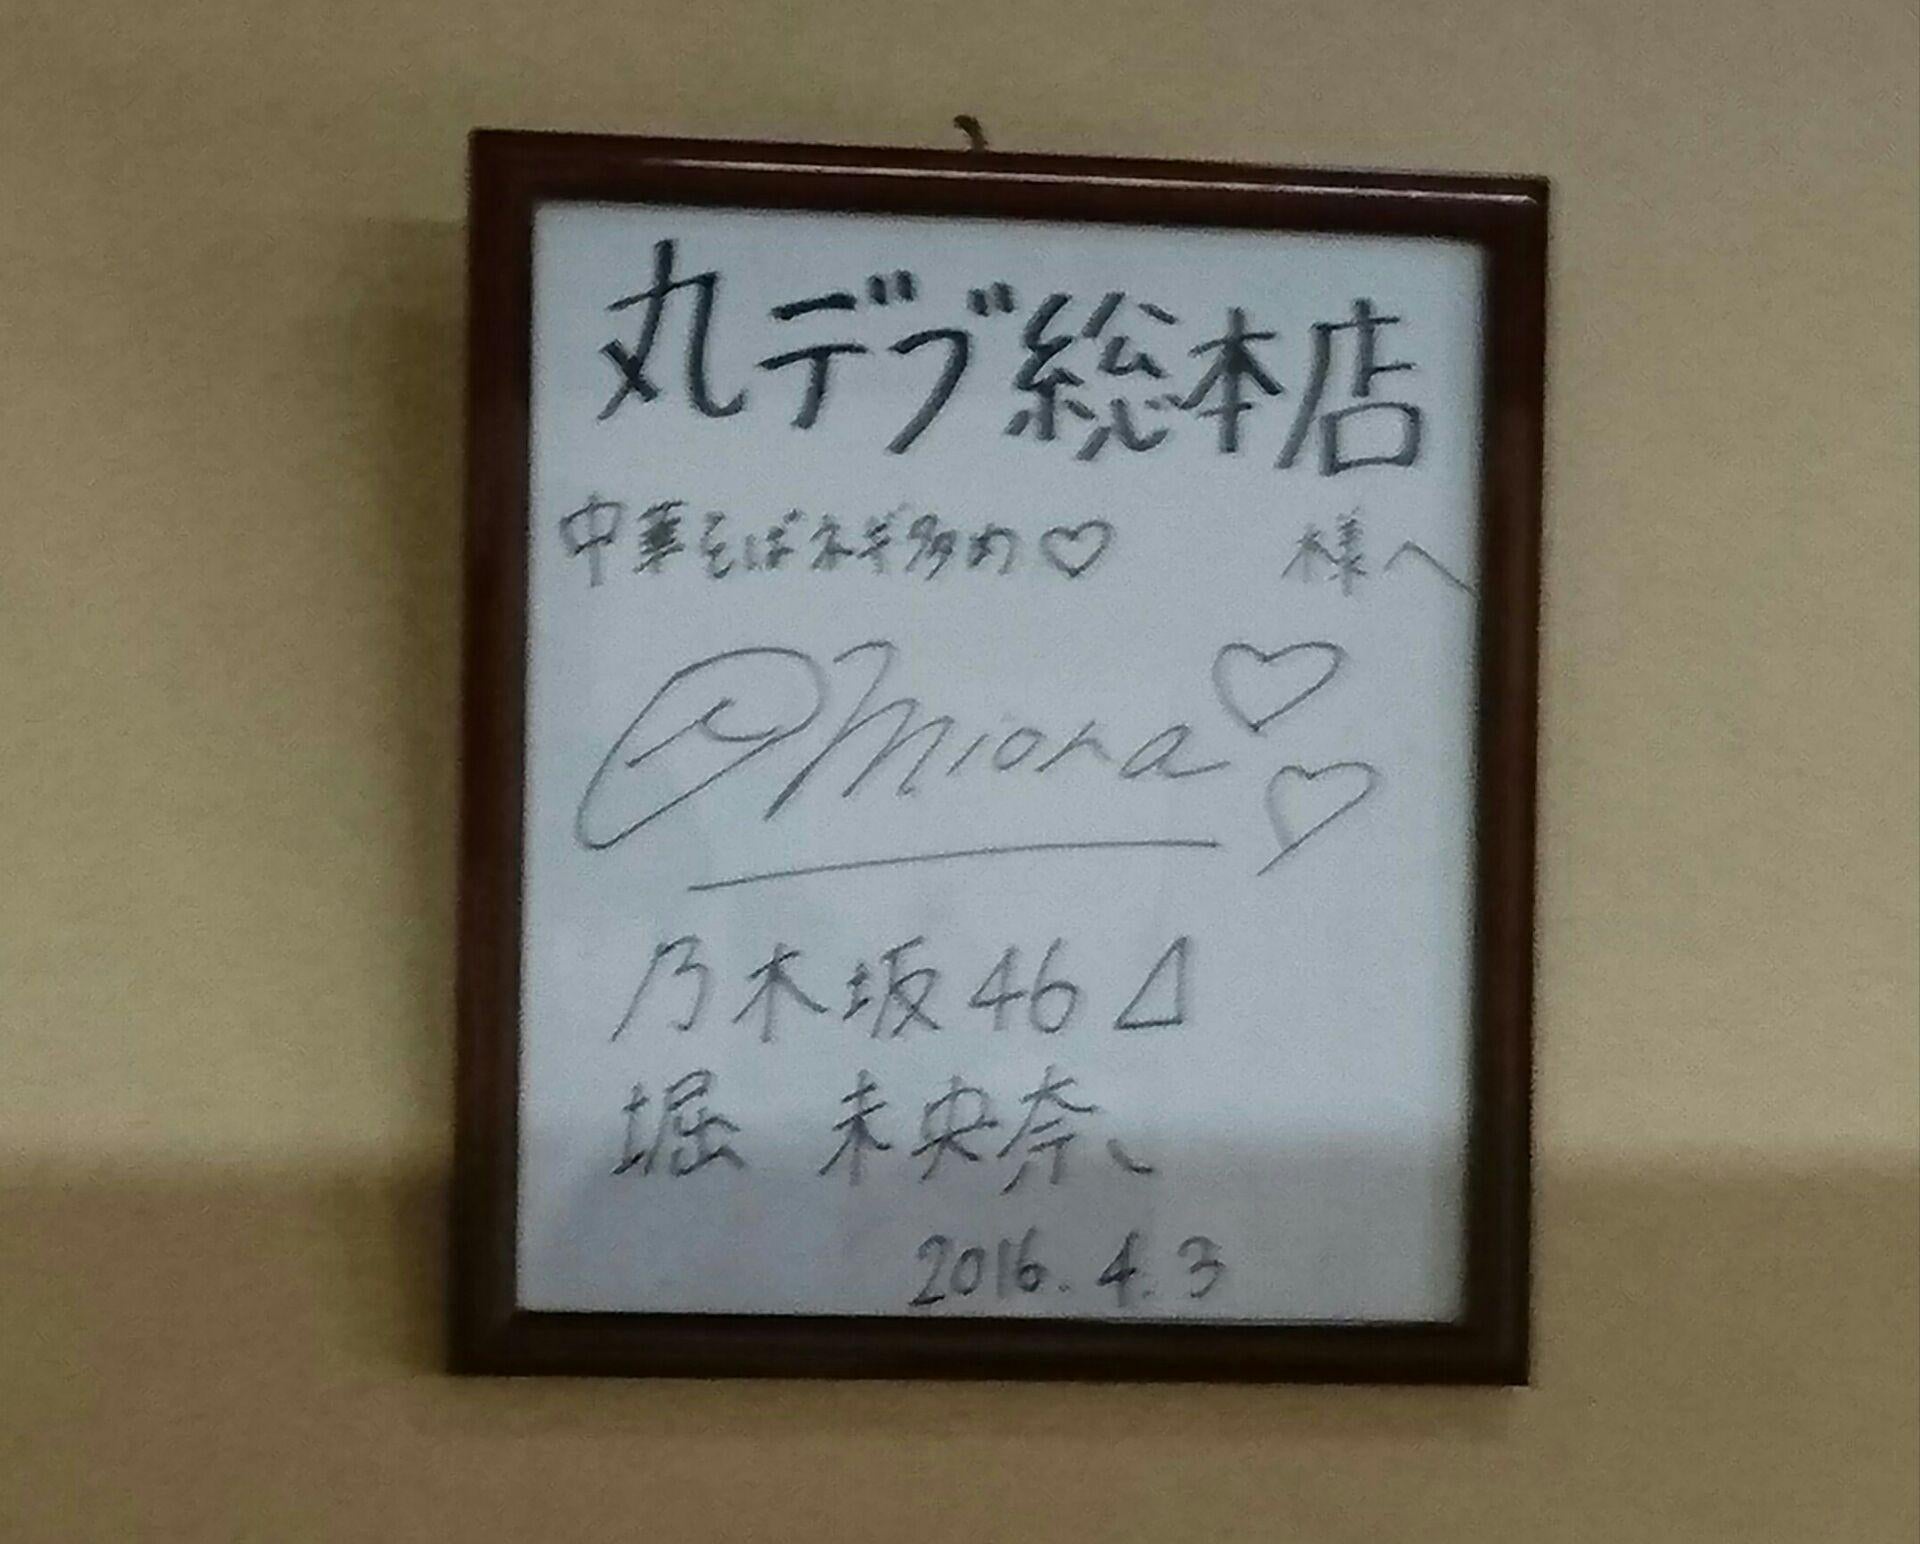 丸デブ総本店
中華そばネギ多め♡ 様へ
Miona♡♡
乃木坂46
堀 未央奈
2016.4.3